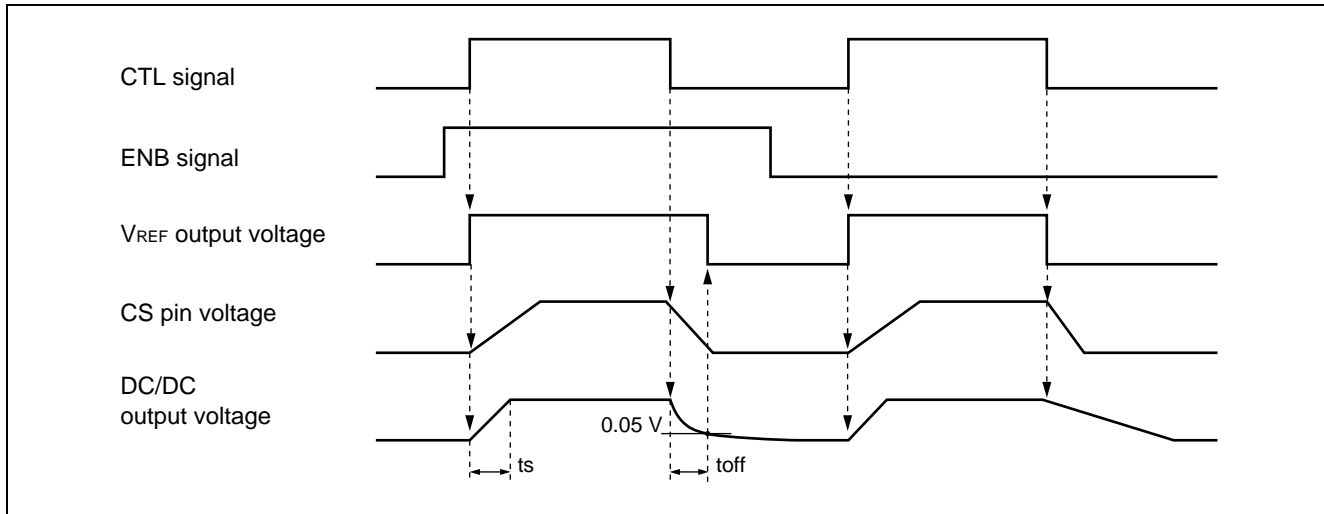 CTL signal
ENB signal
VREF output voltage
CS pin voltage
DC/DC
output voltage
0.05 V
ts
toff